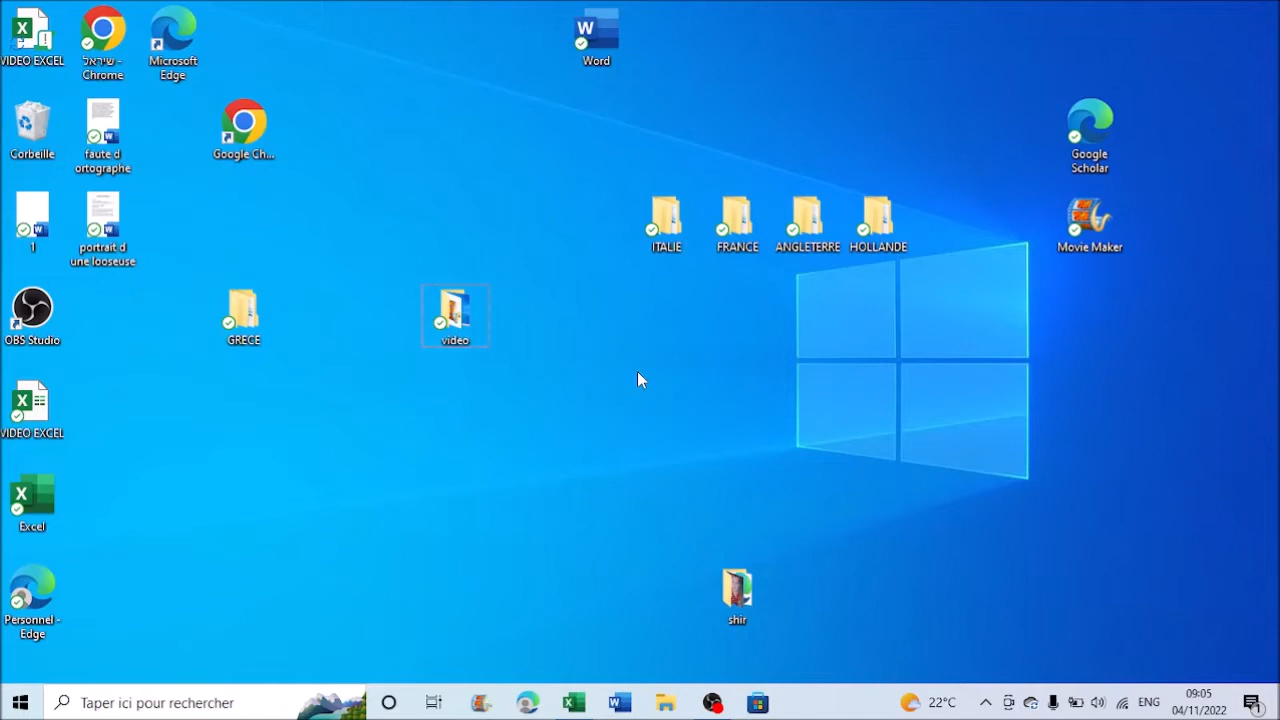 VIDEO EXCEL
שיראל -
Chrome
Microsoft
Edge
Word
Corbeille
faute d
ortographe
Google Ch...
Google
Scholar
1
portrait d
une looseuse
ITALIE
FRANCE
ANGLETERRE
HOLLANDE
Movie Maker
OBS Studio
GRECE
video
VIDEO EXCEL
Excel
Personnel -
Edge
shir
Taper ici pour rechercher
22°C
ENG
09:05
04/11/2022
1